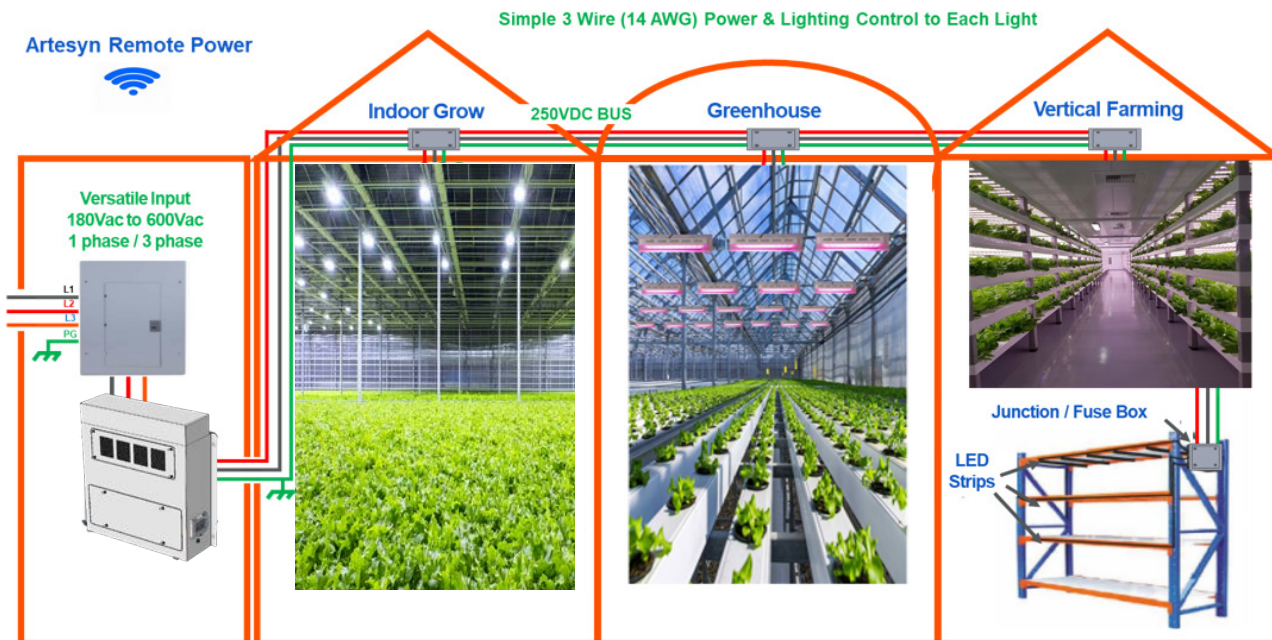 Simple 3 Wire (14 AWG) Power & Lighting Control to Each Light
Artesyn Remote Power
Indoor Grow
250VDC BUS
Greenhouse
Vertical Farming
Versatile Input
180Vac to 600Vac
1 phase / 3 phase
L1
L2
L3
PG
Junction / Fuse Box
LED
Strips